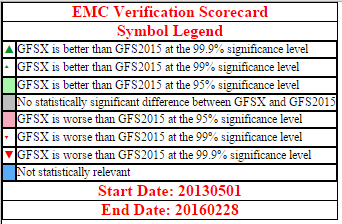 EMC Verification Scorecard
Symbol Legend
GFSX is better than GFS2015 at the 99.9% significance level
GFSX is better than GFS2015 at the 99% significance level
GFSX is better than GFS2015 at the 95% significance level
No statistically significant difference between GFSX and GFS2015
GFSX is worse than GFS2015 at the 95% significance level
GFSX is worse than GFS2015 at the 99% significance level
GFSX is worse than GFS2015 at the 99.9% significance level
Not statistically relevant
Start Date: 20130501
End Date: 20160228